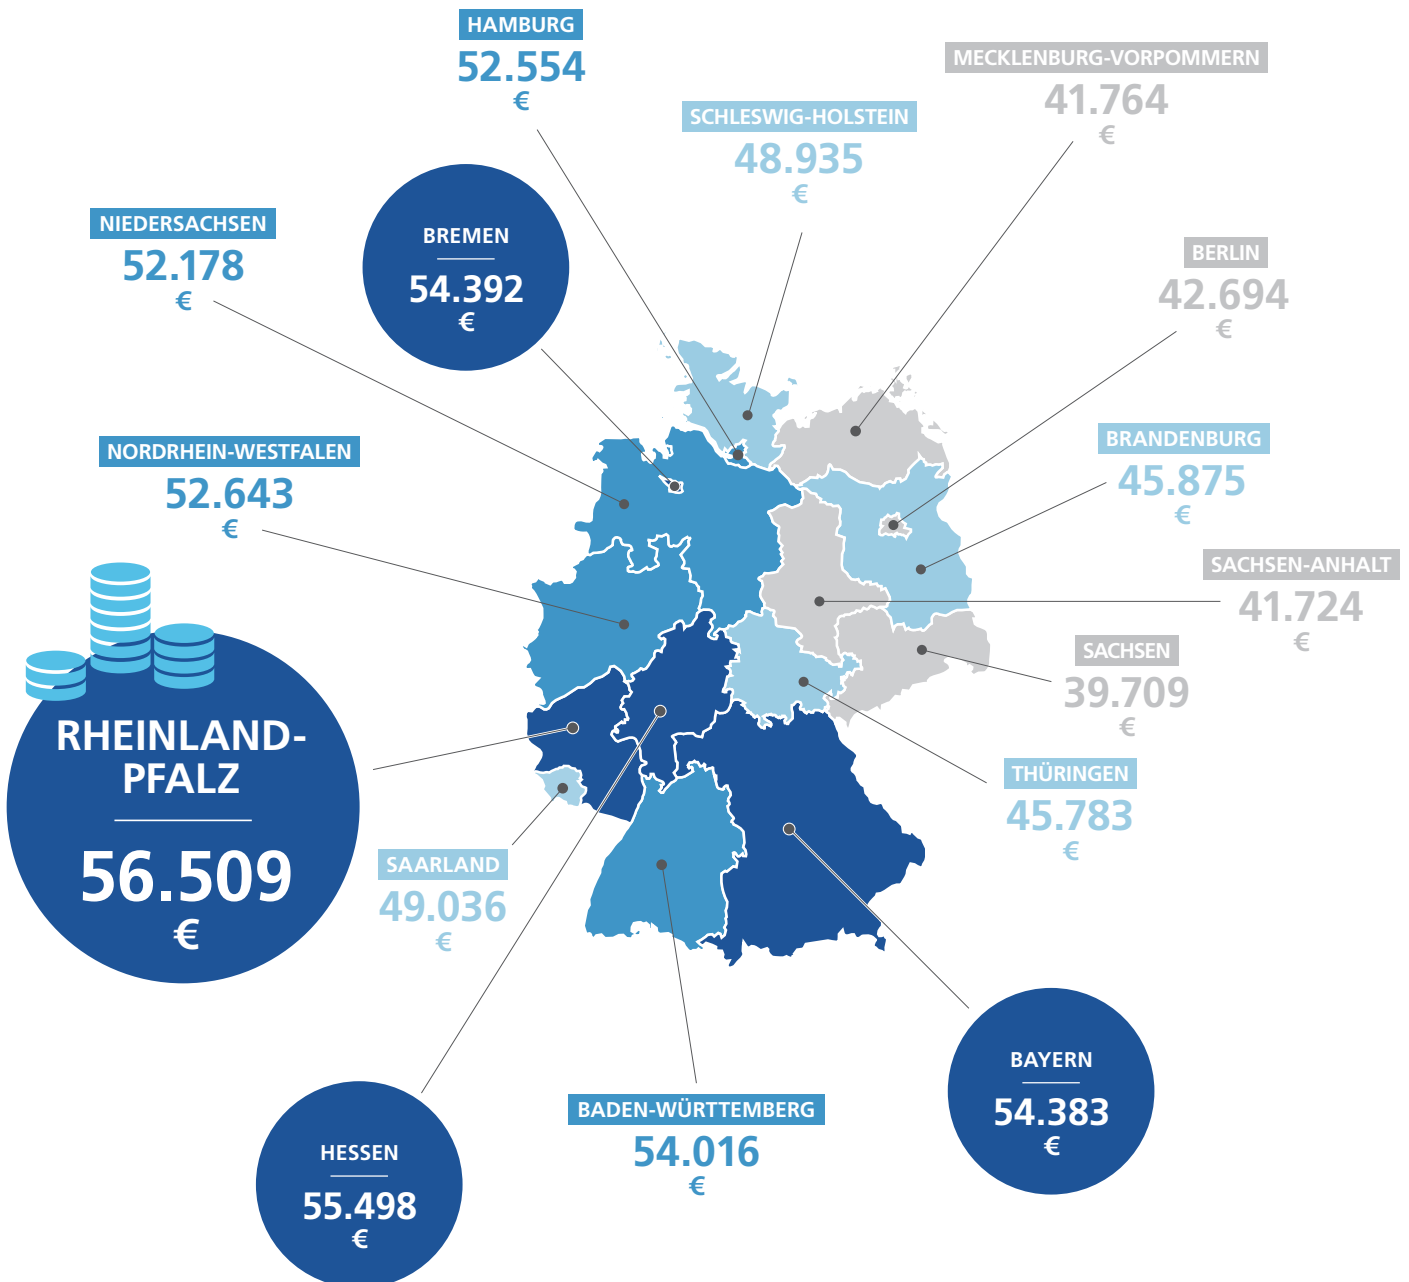 HAMBURG
52.554
€
MECKLENBURG-VORPOMMERN
41.764
€
SCHLESWIG-HOLSTEIN
48.935
€
NIEDERSACHSEN
52.178
€
BREMEN
54.392
€
BERLIN
42.694
€
NORDRHEIN-WESTFALEN
52.643
€
BRANDENBURG
45.875
€
SACHSEN-ANHALT
41.724
€
SACHSEN
39.709
€
RHEINLAND-
PFALZ
56.509
€
THÜRINGEN
45.783
€
SAARLAND
49.036
€
BAYERN
54.383
€
BADEN-WÜRTTEMBERG
54.016
€
HESSEN
55.498
€